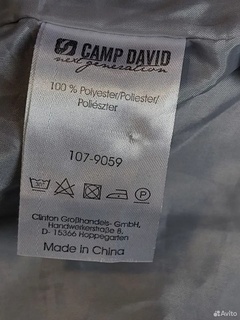 CAMP DAVID
next generation
100 % Polyester/Poliester/
Poliészter
107-9059
Clinton Großhandels- GmbH,
Handwerkerstraße 8,
D- 15366 Hoppegarten
Made in China
Avito